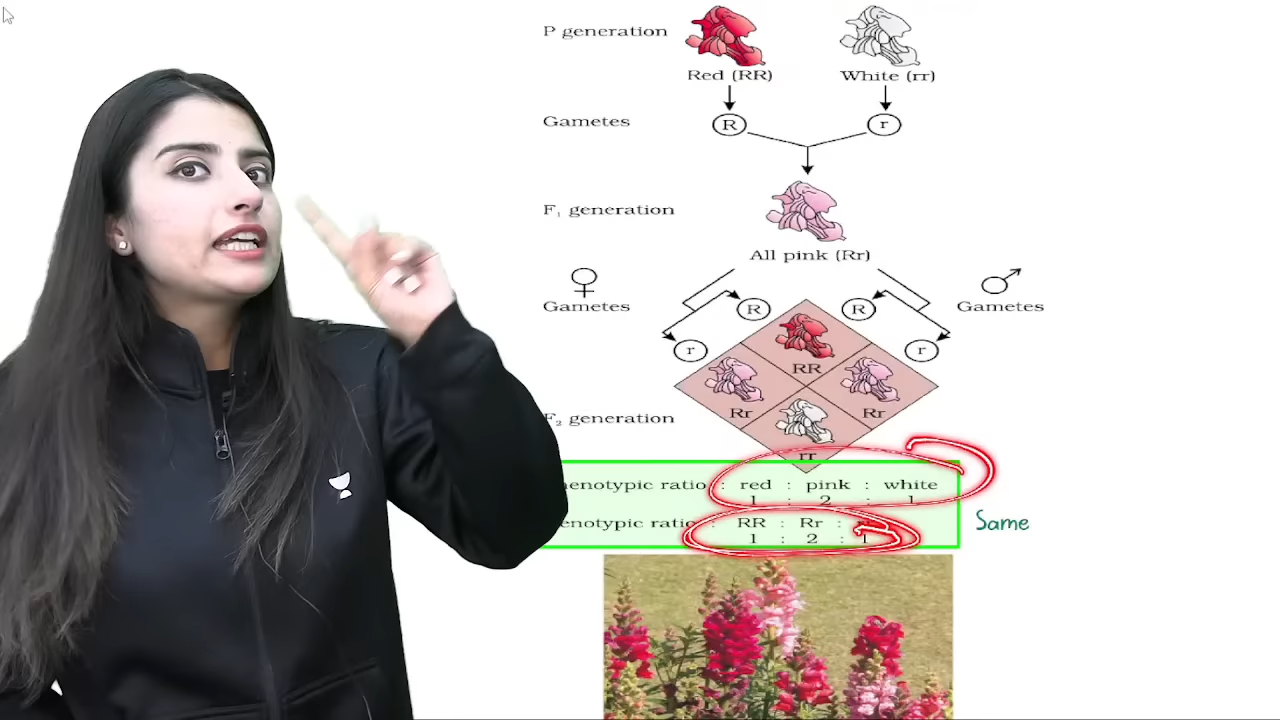 P generation
Red (RR) White (rr)
Gametes R r
F₁ generation
All pink (Rr)
♀ ♂
Gametes R R Gametes
r r
RR
Rr Rr
F₂ generation
rr
enotypic ratio : red : pink : white
1 : 2 : 1
enotypic ratio : RR : Rr :
1 : 2 : 1
Same